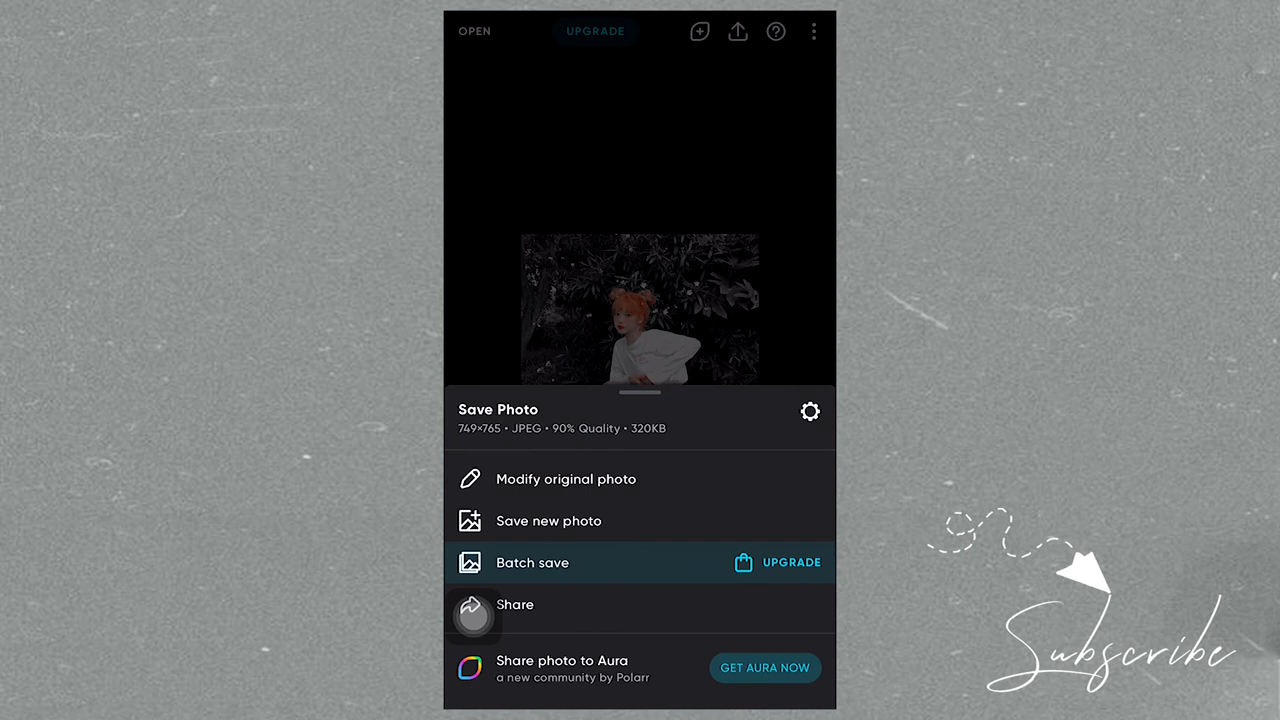 OPEN
UPGRADE
Save Photo
749×765 • JPEG • 90% Quality • 320KB
Modify original photo
Save new photo
Batch save
UPGRADE
Share
Share photo to Aura
a new community by Polarr
GET AURA NOW
Subscribe